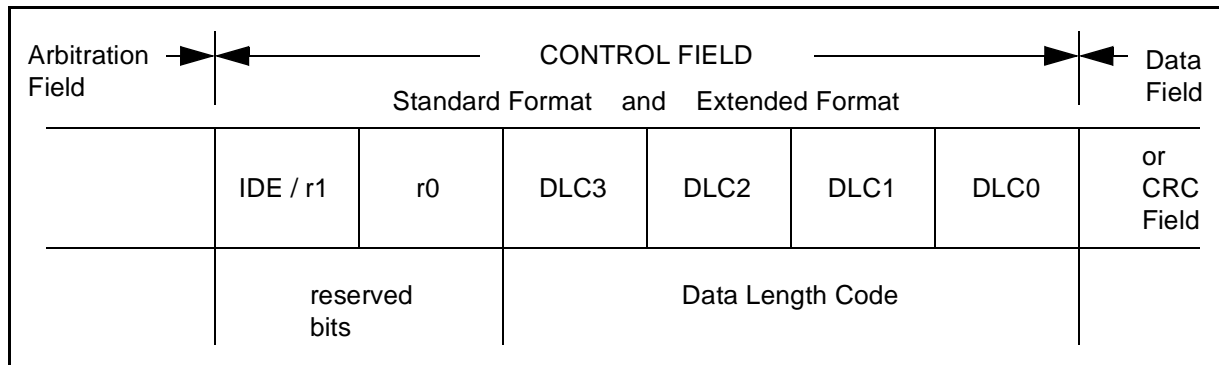 Arbitration
Field
CONTROL FIELD
Data
Field
Standard Format and Extended Format
IDE / r1 r0 DLC3 DLC2 DLC1 DLC0
or
CRC
Field
reserved
bits
Data Length Code